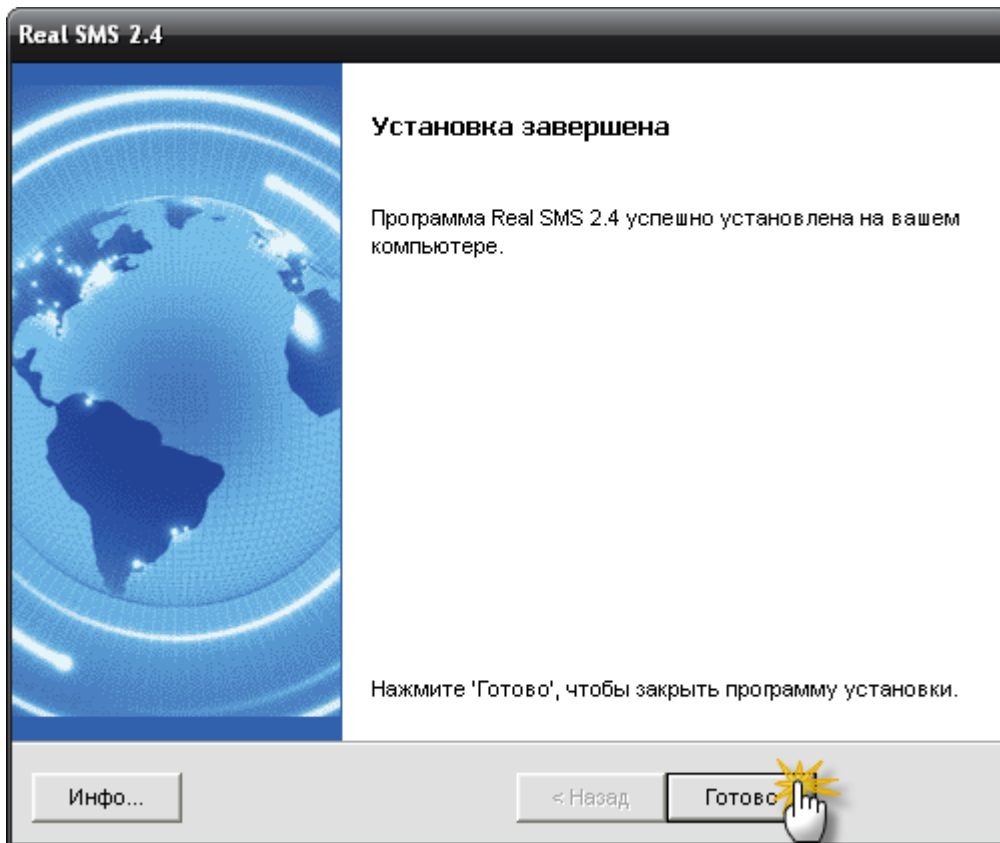 Real SMS 2.4
Установка завершена
Программа Real SMS 2.4 успешно установлена на вашем
компьютере.
Нажмите 'Готово', чтобы закрыть программу установки.
Инфо...
< Назад
Готово